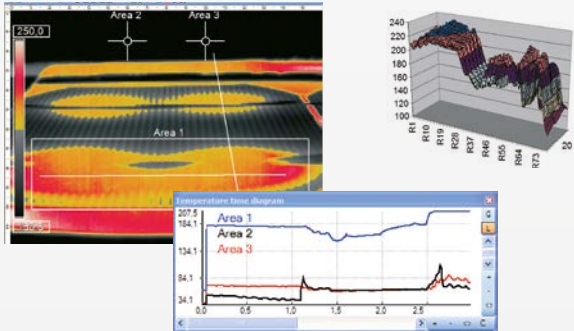 Area 2
Area 3
250,0
Area 1
240
220
200
180
160
140
120
100
R1
R10
R19
R28
R37
R46
R55
R64
R73
20
Temperature time diagram
207,5
184,1
134,1
84,1
34,1
Area 1
Area 2
Area 3
0,0
0,5
1,0
1,5
2,0
2,5
L
C